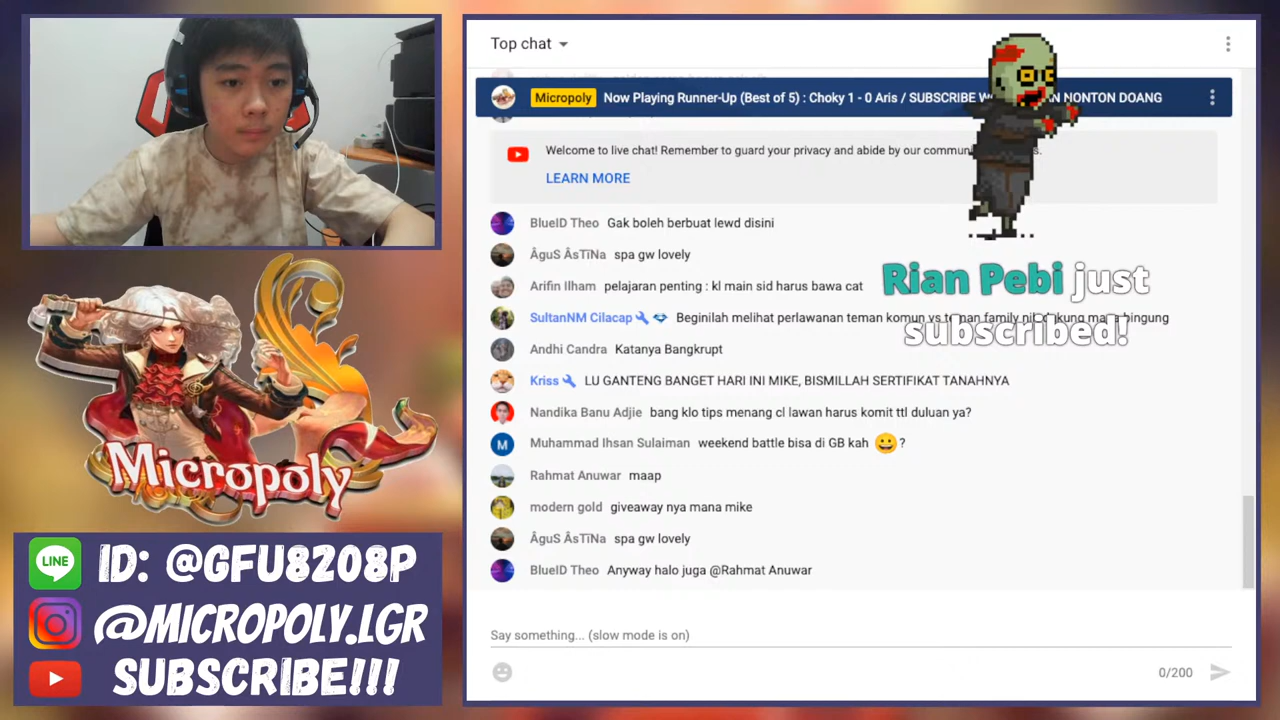 Top chat
Micropoly Now Playing Runner-Up (Best of 5) : Choky 1 - 0 Aris / SUBSCRIBE NONTON DOANG
Welcome to live chat! Remember to guard your privacy and abide by our
LEARN MORE
BlueID Theo Gak boleh berbuat lewd disini
ÂguS ÂsTïNa spa gw lovely
Arifin Ilham pelajaran penting : kl main sid harus bawa cat
SultanNM Cilacap Beginilah melihat perlawanan teman komun vs teman family bingung
Andhi Candra Katanya Bangkrupt
Kriss LU GANTENG BANGET HARI INI MIKE, BISMILLAH SERTIFIKAT TANAHNYA
Nandika Banu Adjie bang klo tips menang cl lawan harus komit ttl duluan ya?
M Muhammad Ihsan Sulaiman weekend battle bisa di GB kah 😀 ?
Rahmat Anuwar maap
modern gold giveaway nya mana mike
ÂguS ÂsTïNa spa gw lovely
BlueID Theo Anyway halo juga @Rahmat Anuwar
Say something... (slow mode is on)
0/200
Rian Pebi just
subscribed!
Micropoly
LINE ID: @GFU8208P
@MICROPOLY.LGR
SUBSCRIBE!!!